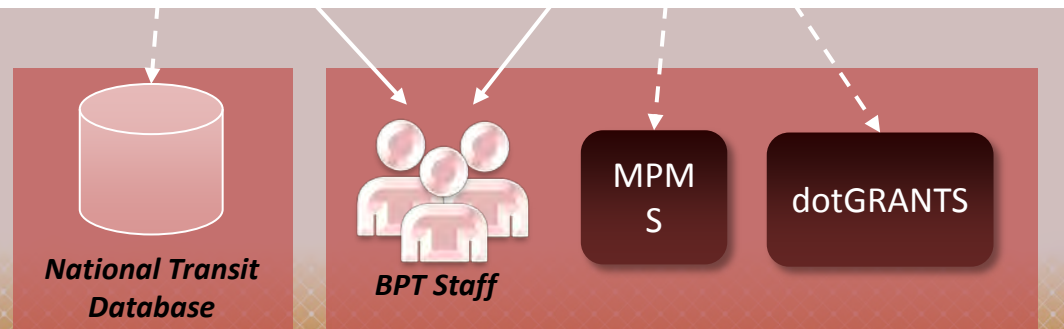 National Transit
Database
BPT Staff
MPM
S
dotGRANTS